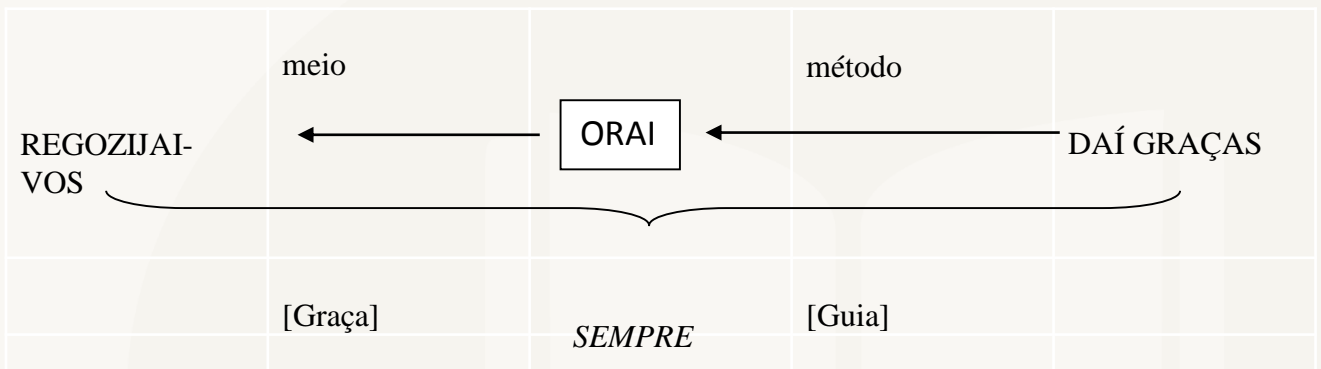 meio
método
REGOZIJAI-
VOS
ORAI
DAÍ GRAÇAS
[Graça]
SEMPRE
[Guia]